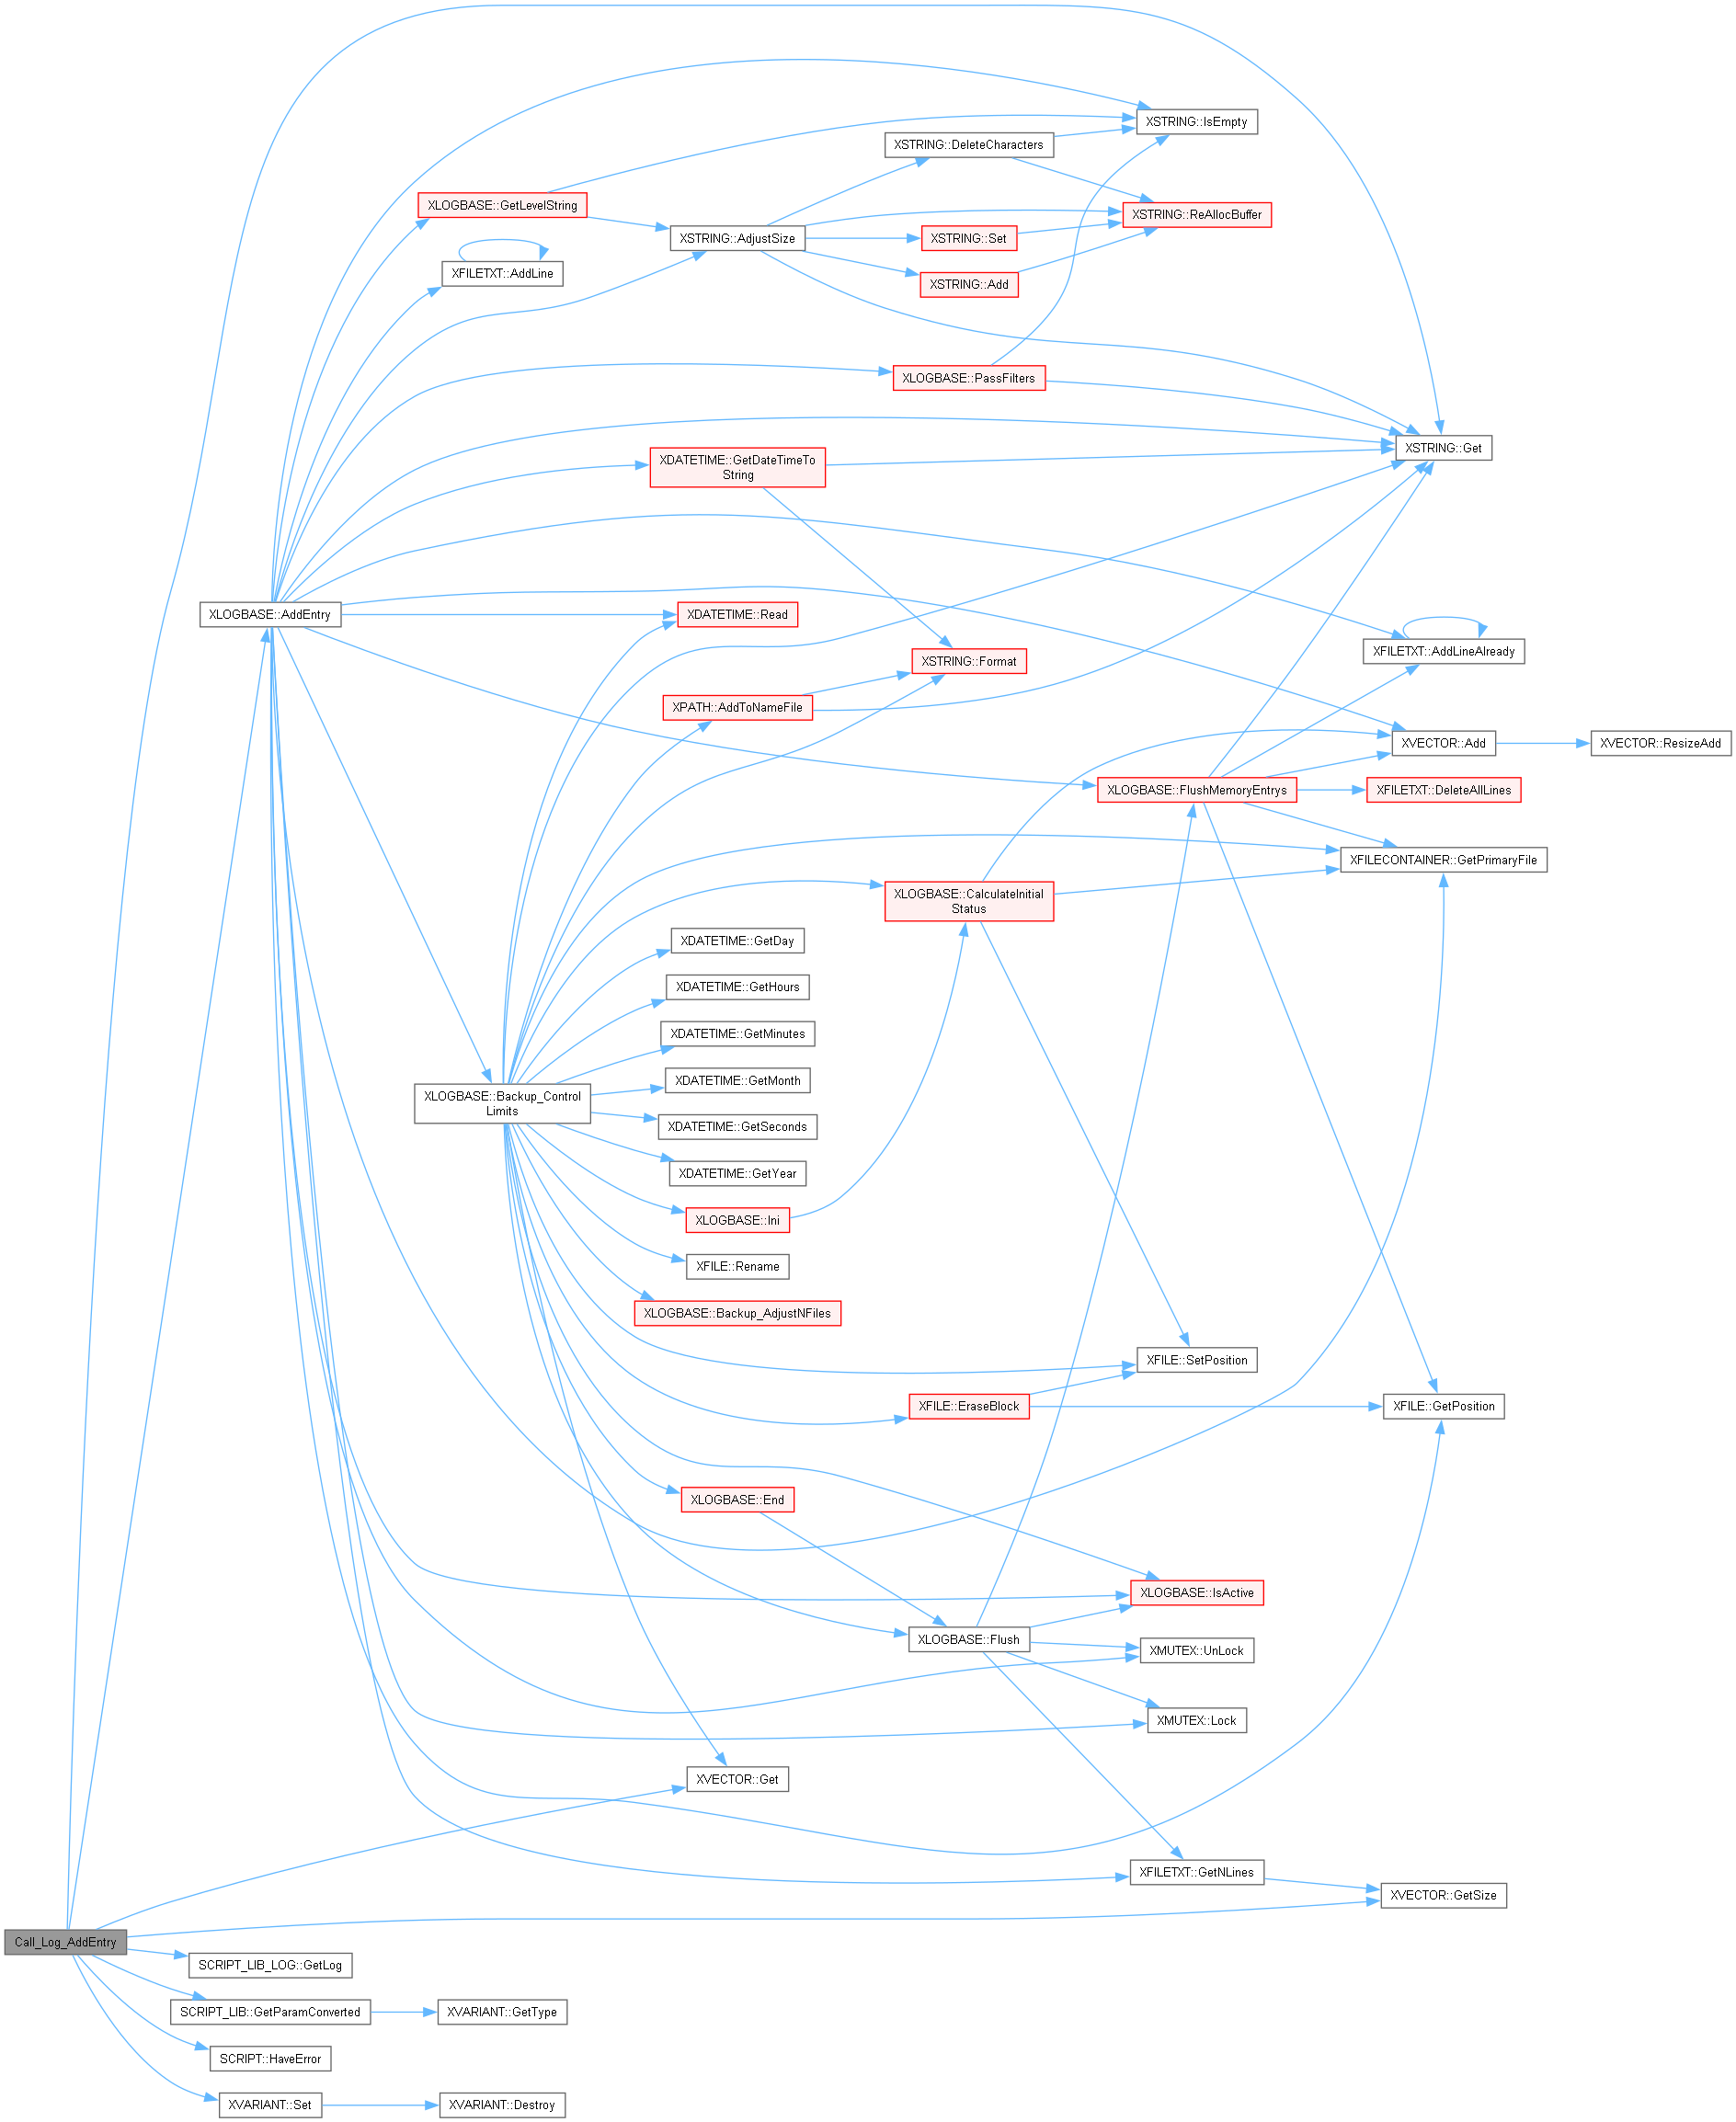 XSTRING::IsEmpty
XSTRING::DeleteCharacters
XLOGBASE::GetLevelString
XSTRING::ReAllocBuffer
XSTRING::AdjustSize
XSTRING::Set
XFILETXT::AddLine
XSTRING::Add
XLOGBASE::PassFilters
XSTRING::Get
XDATETIME::GetDateTimeTo
String
XLOGBASE::AddEntry
XDATETIME::Read
XFILETXT::AddLineAlready
XSTRING::Format
XPATH::AddToNameFile
XVECTOR::Add
XVECTOR::ResizeAdd
XLOGBASE::FlushMemoryEntrys
XFILETXT::DeleteAllLines
XFILECONTAINER::GetPrimaryFile
XLOGBASE::CalculateInitial
Status
XDATETIME::GetDay
XDATETIME::GetHours
XDATETIME::GetMinutes
XDATETIME::GetMonth
XLOGBASE::Backup_Control
Limits
XDATETIME::GetSeconds
XDATETIME::GetYear
XLOGBASE::Ini
XFILE::Rename
XLOGBASE::Backup_AdjustNFiles
XFILE::SetPosition
XFILE::EraseBlock
XFILE::GetPosition
XLOGBASE::End
XLOGBASE::IsActive
XLOGBASE::Flush
XMUTEX::UnLock
XMUTEX::Lock
XVECTOR::Get
XFILETXT::GetNLines
XVECTOR::GetSize
Call_Log_AddEntry
SCRIPT_LIB_LOG::GetLog
SCRIPT_LIB::GetParamConverted
XVARIANT::GetType
SCRIPT::HaveError
XVARIANT::Set
XVARIANT::Destroy